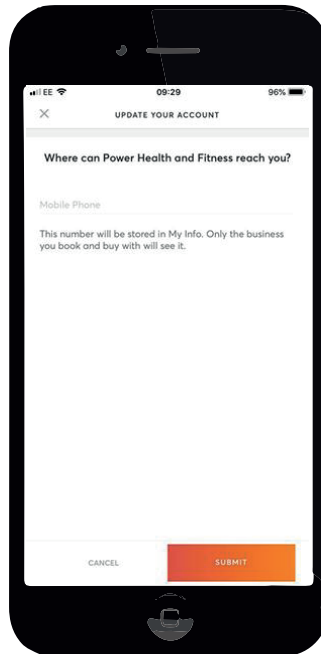 EE
09:29
96%
UPDATE YOUR ACCOUNT
Where can Power Health and Fitness reach you?
Mobile Phone
This number will be stored in My Info. Only the business
you book and buy with will see it.
CANCEL
SUBMIT